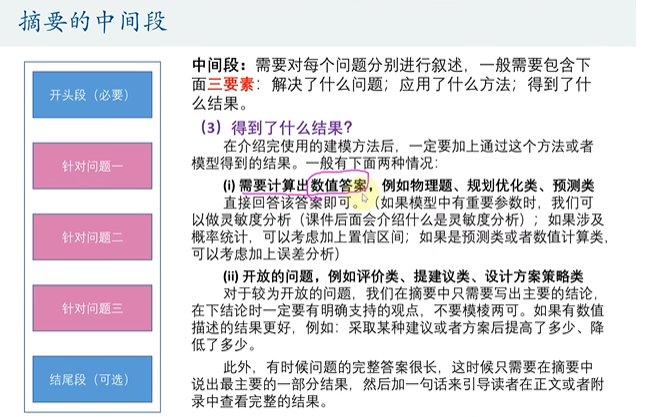 摘要的中间段
开头段（必要）
针对问题一
针对问题二
针对问题三
结尾段（可选）
中间段：需要对每个问题分别进行叙述，一般需要包含下
面三要素：解决了什么问题；应用了什么方法；得到了什
么结果。
（3）得到了什么结果？
在介绍完使用的建模方法后，一定要加上通过这个方法或者
模型得到的结果。一般有下面两种情况：
(i) 需要计算出数值答案，例如物理题、规划优化类、预测类
直接回答该答案即可。（如果模型中有重要参数时，我们可
以做灵敏度分析（课件后面会介绍什么是灵敏度分析）；如果涉及
概率统计，可以考虑加上置信区间；如果是预测类或者数值计算类，
可以考虑加上误差分析）
(ii) 开放的问题，例如评价类、提建议类、设计方案策略类
对于较为开放的问题，我们在摘要中只需要写出主要的结论，
在下结论时一定要有明确支持的观点，不要模棱两可。如果有数值
描述的结果更好，例如：采取某种建议或者方案后提高了多少、降
低了多少。
此外，有时候问题的完整答案很长，这时候只需要在摘要中
说出最主要的一部分结果，然后加一句话来引导读者在正文或者附
录中查看完整的结果。